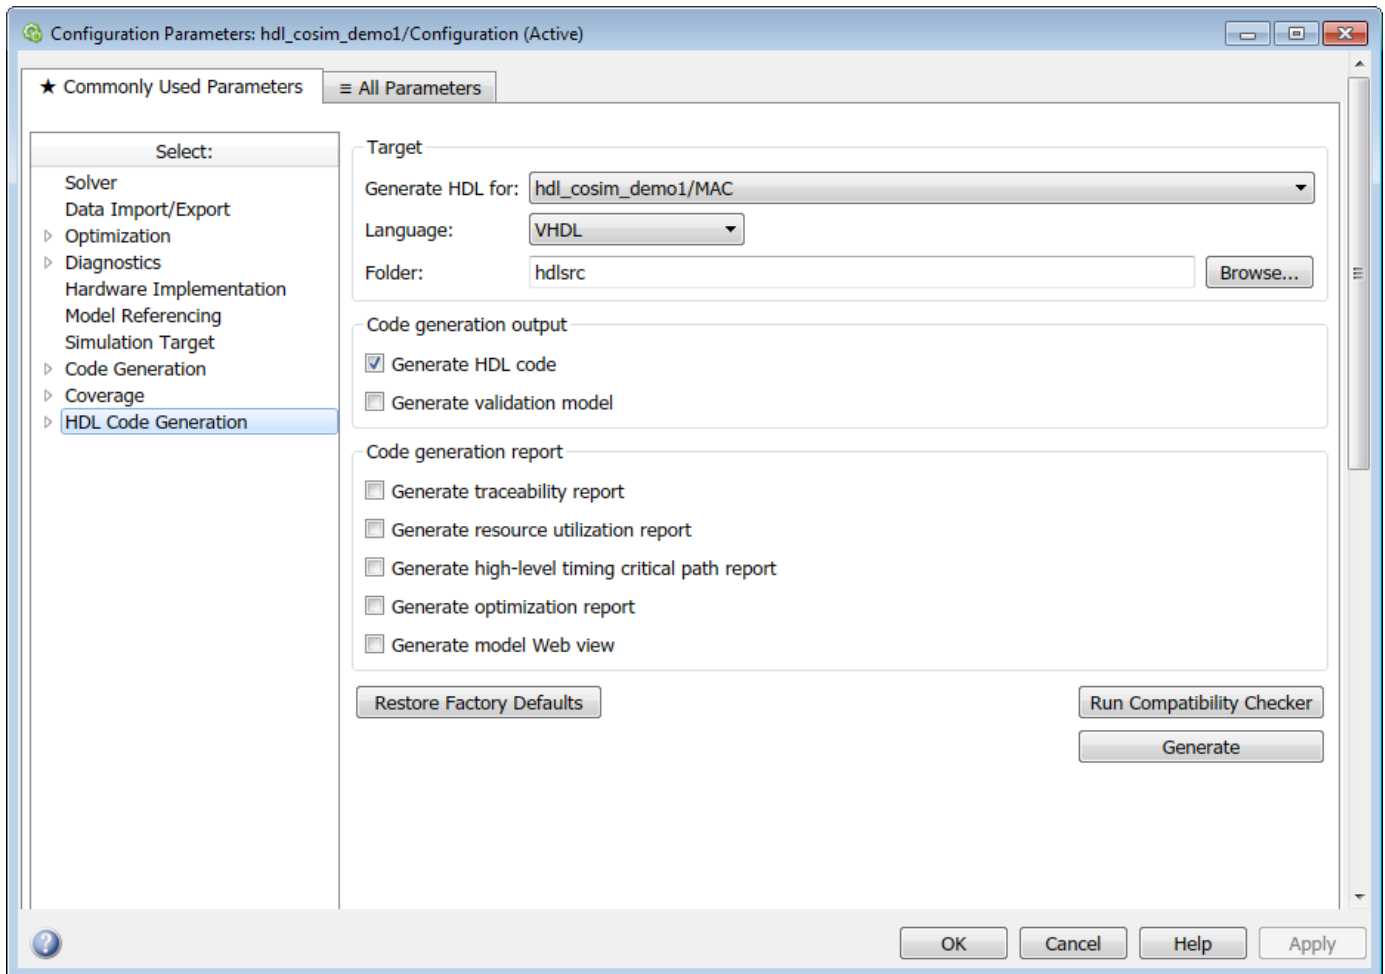 Configuration Parameters: hdl_cosim_demo1/Configuration (Active)
★ Commonly Used Parameters
≡ All Parameters
Select:
Solver
Data Import/Export
Optimization
Diagnostics
Hardware Implementation
Model Referencing
Simulation Target
Code Generation
Coverage
HDL Code Generation
Target
Generate HDL for: hdl_cosim_demo1/MAC
Language: VHDL
Folder: hdlsrc Browse...
Code generation output
Generate HDL code
Generate validation model
Code generation report
Generate traceability report
Generate resource utilization report
Generate high-level timing critical path report
Generate optimization report
Generate model Web view
Restore Factory Defaults Run Compatibility Checker
Generate
? OK Cancel Help Apply